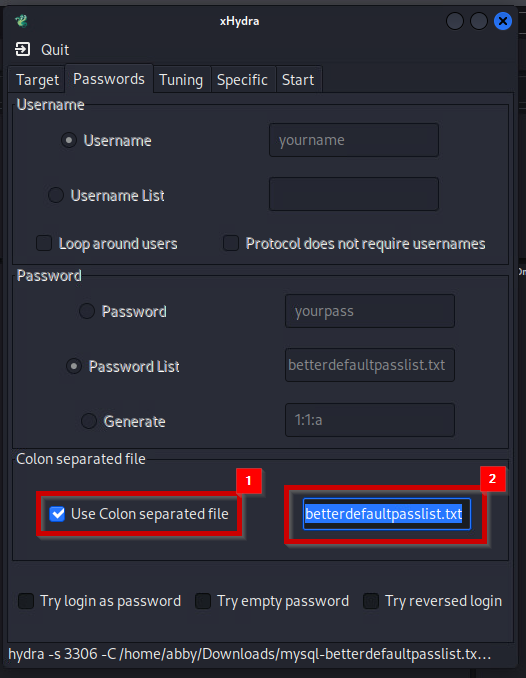 xHydra
Quit
Target Passwords Tuning Specific Start
Username
Username yourname
Username List
Loop around users Protocol does not require usernames
Password
Password yourpass
Password List betterdefaultpasslist.txt
Generate 1:1:a
Colon separated file
1 2
Use Colon separated file betterdefaultpasslist.txt
Try login as password Try empty password Try reversed login
hydra -s 3306 -C /home/abby/Downloads/mysql-betterdefaultpasslist.tx…